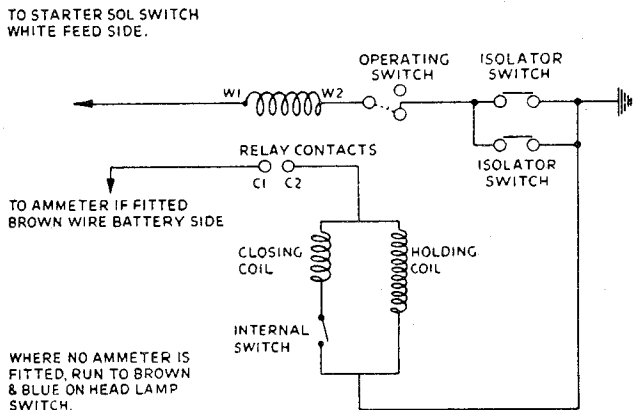 TO STARTER SOL SWITCH
WHITE FEED SIDE.
OPERATING
SWITCH
ISOLATOR
SWITCH
W1
W2
RELAY CONTACTS
C1
C2
ISOLATOR
SWITCH
TO AMMETER IF FITTED
BROWN WIRE BATTERY SIDE
CLOSING
COIL
HOLDING
COIL
INTERNAL
SWITCH
WHERE NO AMMETER IS
FITTED, RUN TO BROWN
& BLUE ON HEAD LAMP
SWITCH.